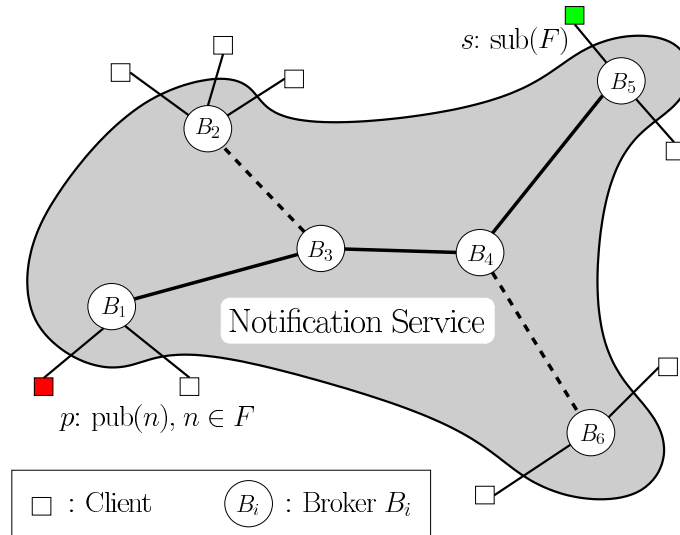 s: sub(F)
B₅
B₂
B₃
B₄
B₁
Notification Service
p: pub(n), n ∈ F
B₆
: Client
Bᵢ : Broker Bᵢ